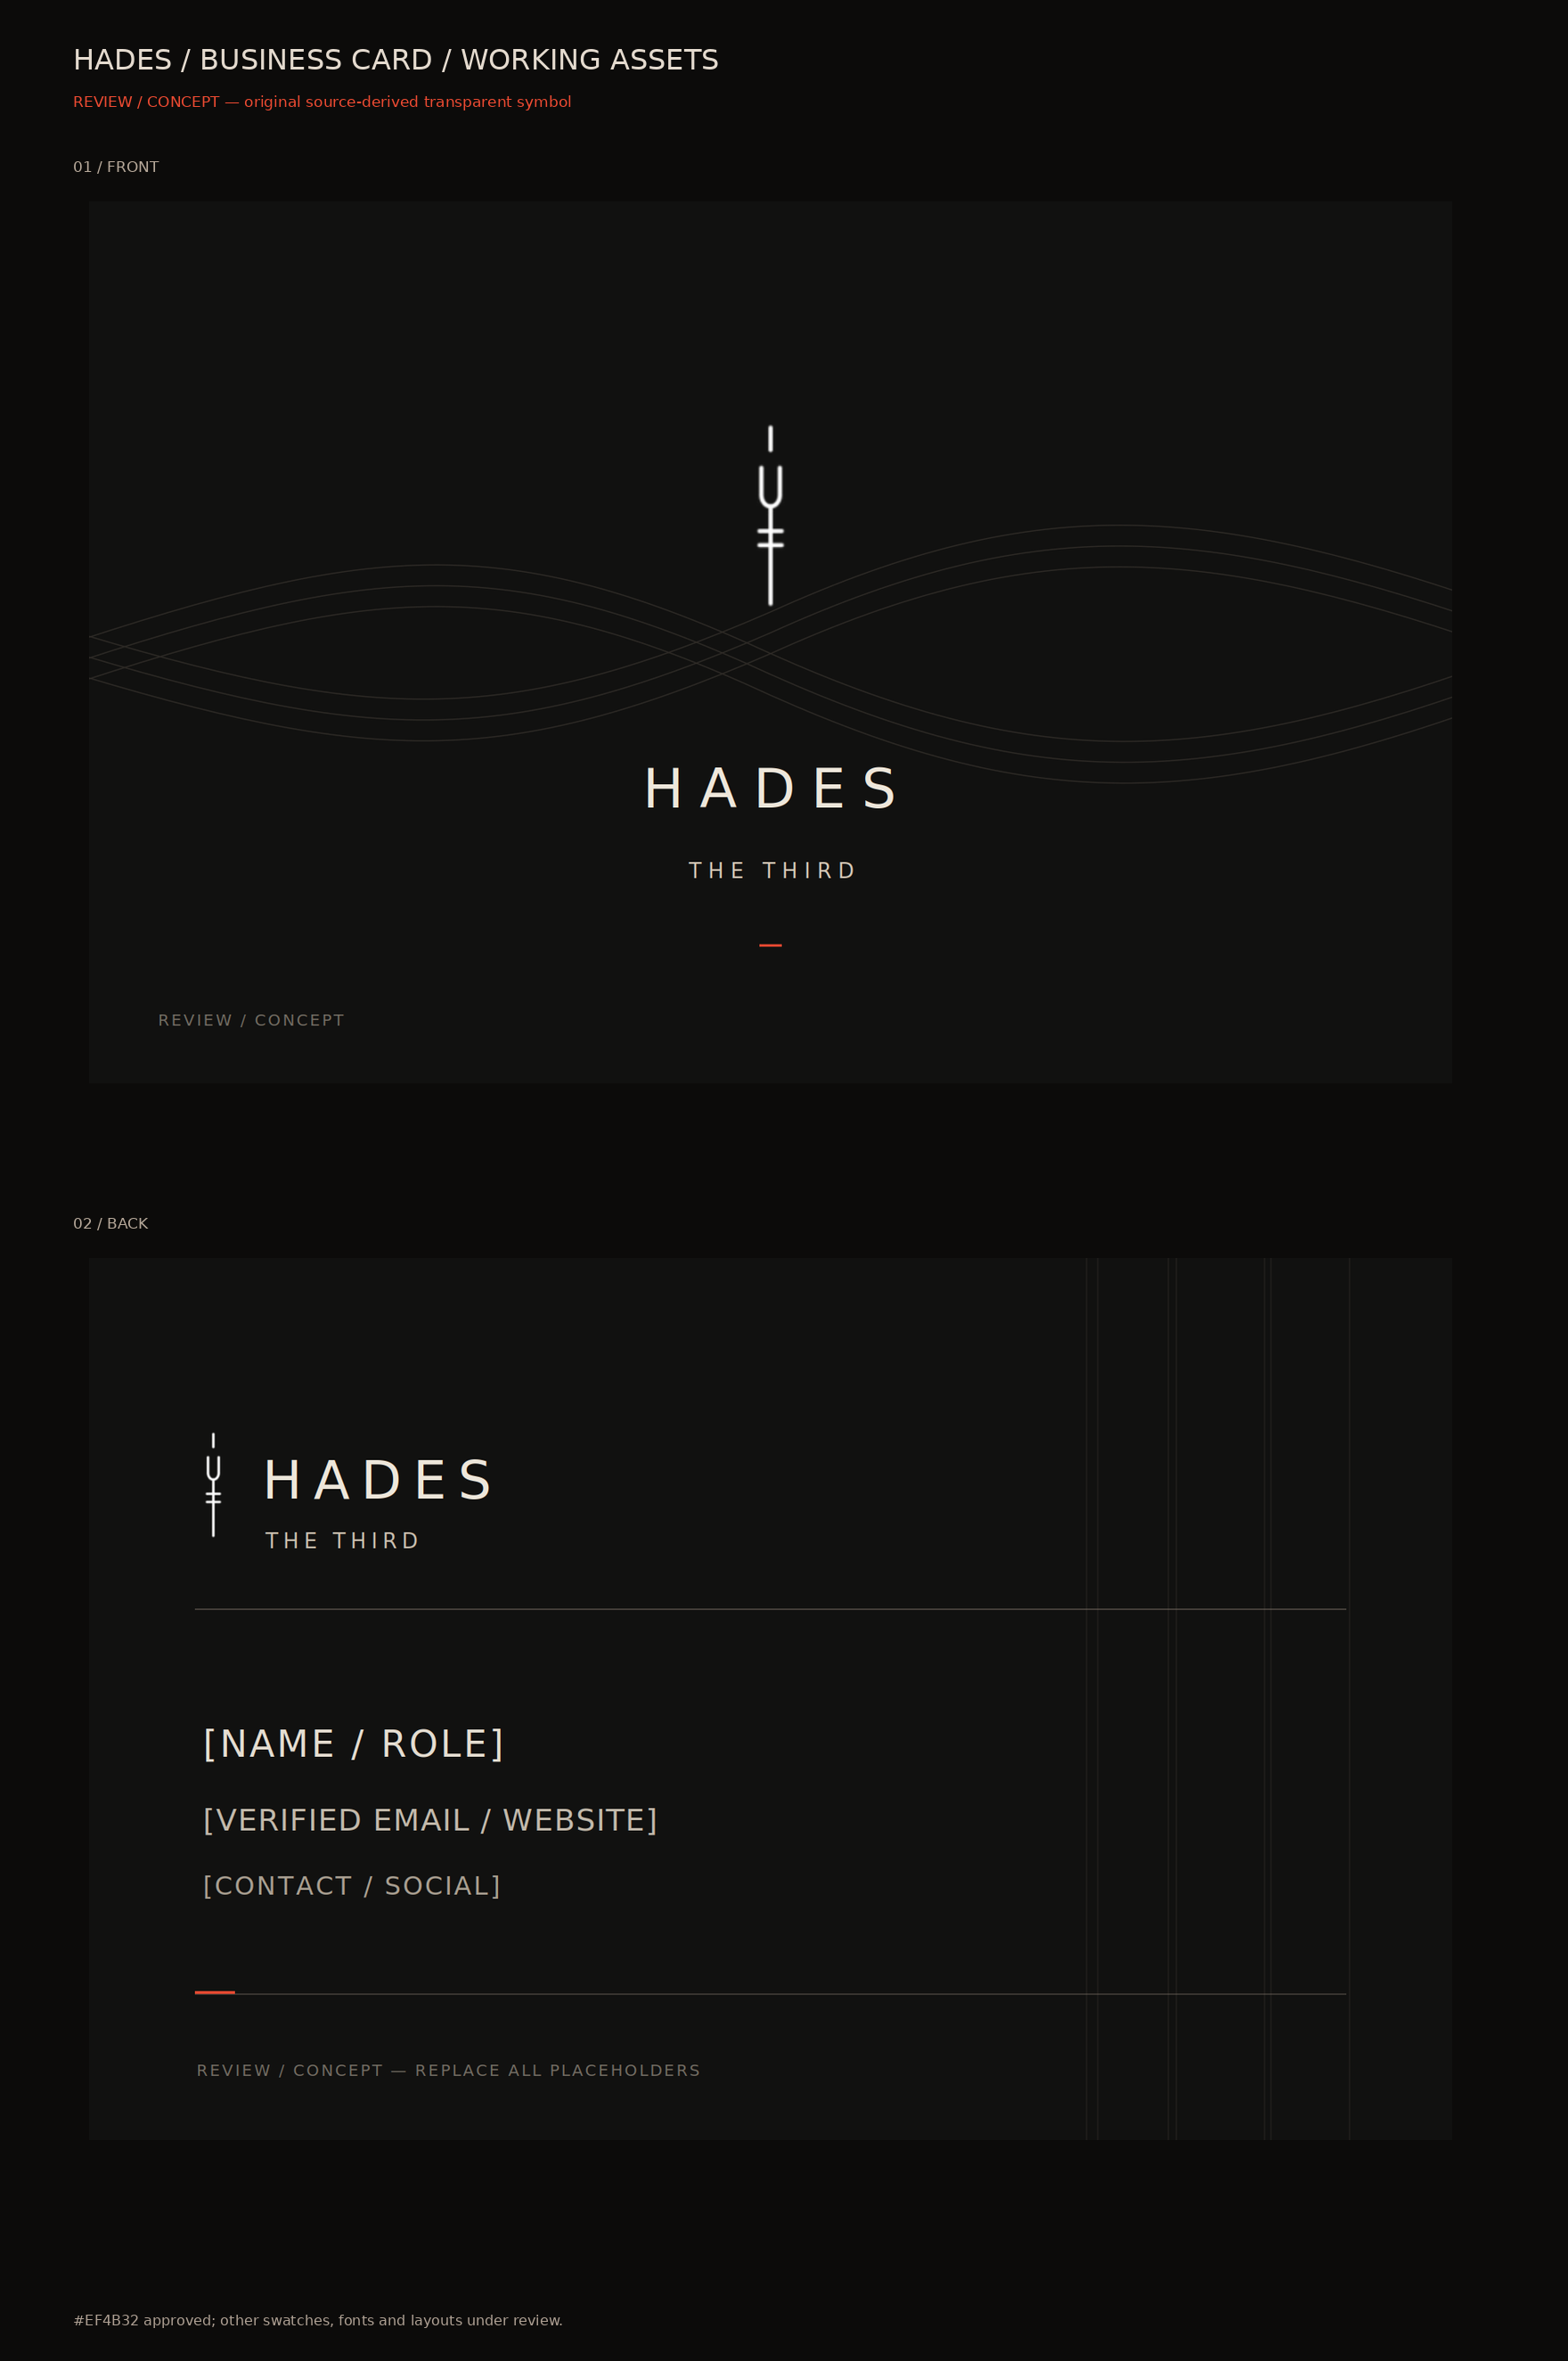 HADES / BUSINESS CARD / WORKING ASSETS
REVIEW / CONCEPT — original source-derived transparent symbol
01 / FRONT
HADES
THE THIRD
REVIEW / CONCEPT
02 / BACK
HADES
THE THIRD
[NAME / ROLE]
[VERIFIED EMAIL / WEBSITE]
[CONTACT / SOCIAL]
REVIEW / CONCEPT — REPLACE ALL PLACEHOLDERS
#EF4B32 approved; other swatches, fonts and layouts under review.